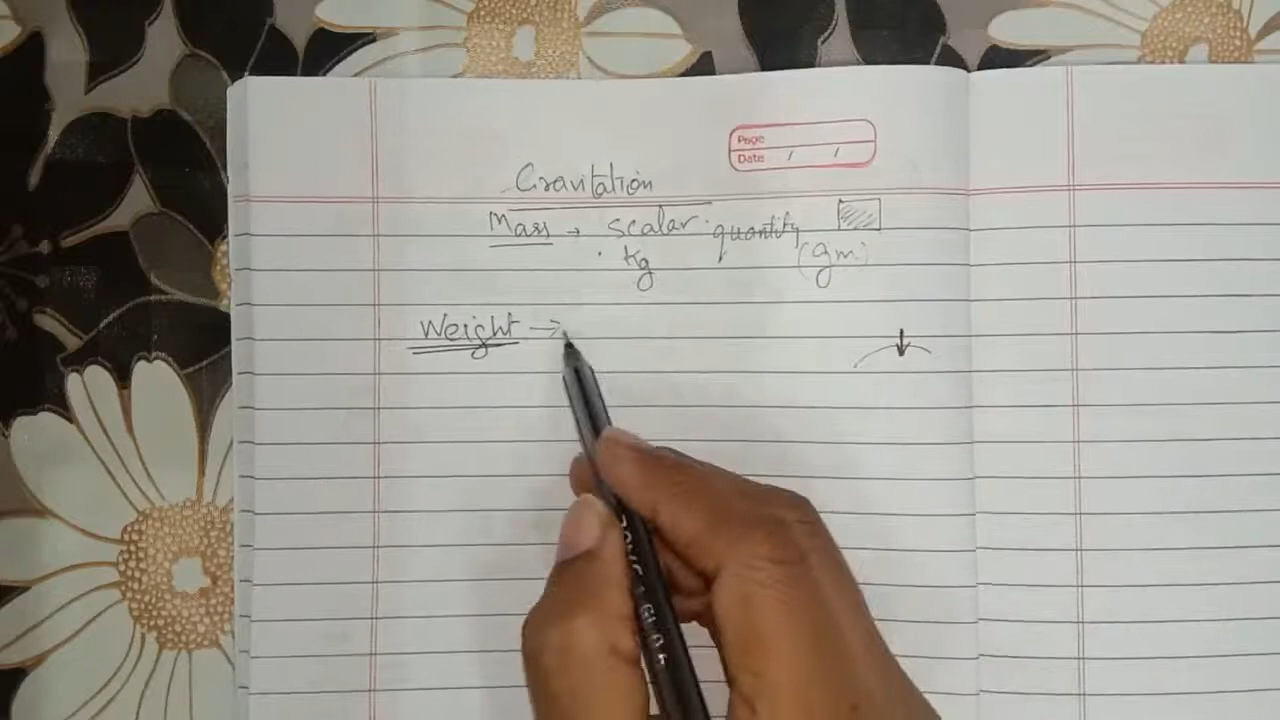 Page
Date / /
Gravitation
Mass → scalar quantity
kg (gm)
Weight →